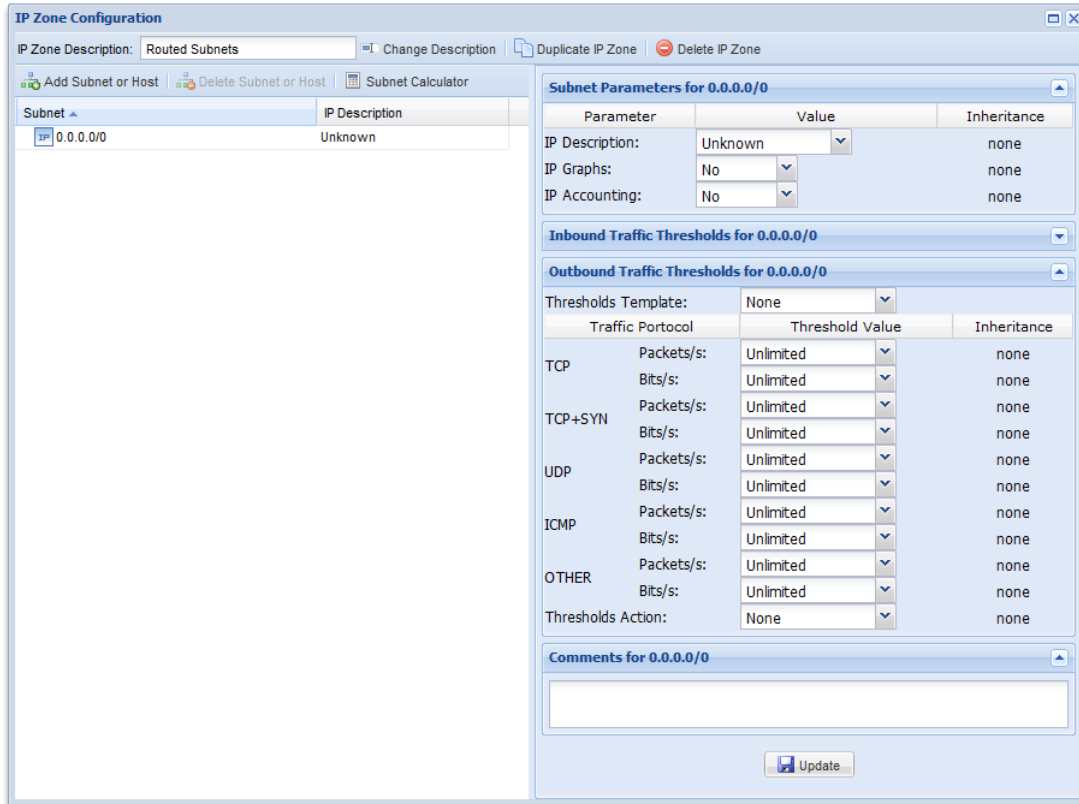 IP Zone Configuration
IP Zone Description: Routed Subnets Change Description Duplicate IP Zone Delete IP Zone
Add Subnet or Host Delete Subnet or Host Subnet Calculator
Subnet IP Description
IP 0.0.0.0/0 Unknown
Subnet Parameters for 0.0.0.0/0
Parameter Value Inheritance
IP Description: Unknown none
IP Graphs: No none
IP Accounting: No none
Inbound Traffic Thresholds for 0.0.0.0/0
Outbound Traffic Thresholds for 0.0.0.0/0
Thresholds Template: None
Traffic Portocol Threshold Value Inheritance
TCP
Packets/s: Unlimited none
Bits/s: Unlimited none
TCP+SYN
Packets/s: Unlimited none
Bits/s: Unlimited none
UDP
Packets/s: Unlimited none
Bits/s: Unlimited none
ICMP
Packets/s: Unlimited none
Bits/s: Unlimited none
OTHER
Packets/s: Unlimited none
Bits/s: Unlimited none
Thresholds Action: None none
Comments for 0.0.0.0/0
Update